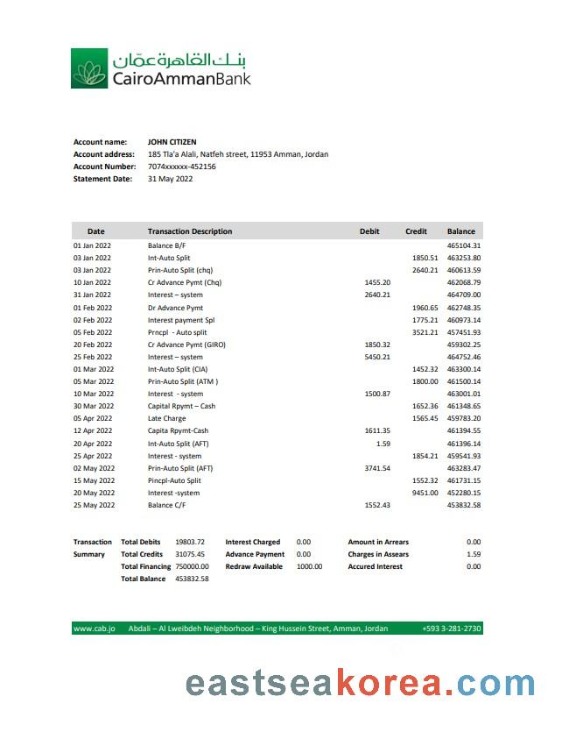 بنك القاهرة عمّان
CairoAmmanBank
Account name: JOHN CITIZEN
Account address: 185 Tla'a Alali, Natfeh street, 11953 Amman, Jordan
Account Number: 7074xxxxxx-452156
Statement Date: 31 May 2022
Date Transaction Description Debit Credit Balance
01 Jan 2022 Balance B/F 465104.31
03 Jan 2022 Int-Auto Split 1850.51 463253.80
03 Jan 2022 Prin-Auto Split (chq) 2640.21 460613.59
10 Jan 2022 Cr Advance Pymt (Chq) 1455.20 462068.79
31 Jan 2022 Interest – system 2640.21 464709.00
01 Feb 2022 Dr Advance Pymt 1960.65 462748.35
02 Feb 2022 Interest payment Spl 1775.21 460973.14
05 Feb 2022 Prncpl - Auto split 3521.21 457451.93
20 Feb 2022 Cr Advance Pymt (GIRO) 1850.32 459302.25
25 Feb 2022 Interest – system 5450.21 464752.46
01 Mar 2022 Int-Auto Split (CIA) 1452.32 463300.14
05 Mar 2022 Prin-Auto Split (ATM ) 1800.00 461500.14
10 Mar 2022 Interest - system 1500.87 463001.01
30 Mar 2022 Capital Rpymt – Cash 1652.36 461348.65
05 Apr 2022 Late Charge 1565.45 459783.20
12 Apr 2022 Capita Rpymt-Cash 1611.35 461394.55
20 Apr 2022 Int-Auto Split (AFT) 1.59 461396.14
25 Apr 2022 Interest - system 1854.21 459541.93
02 May 2022 Prin-Auto Split (AFT) 3741.54 463283.47
15 May 2022 Pincpl-Auto Split 1552.32 461731.15
20 May 2022 Interest -system 9451.00 452280.15
25 May 2022 Balance C/F 1552.43 453832.58
Transaction Total Debits 19803.72 Interest Charged 0.00 Amount in Arrears 0.00
Summary Total Credits 31075.45 Advance Payment 0.00 Charges in Assears 1.59
Total Financing 750000.00 Redraw Available 1000.00 Accured Interest 0.00
Total Balance 453832.58
www.cab.jo Abdali – Al Lweibdeh Neighborhood – King Hussein Street, Amman, Jordan +593 3-281-2730
eastseakorea.com